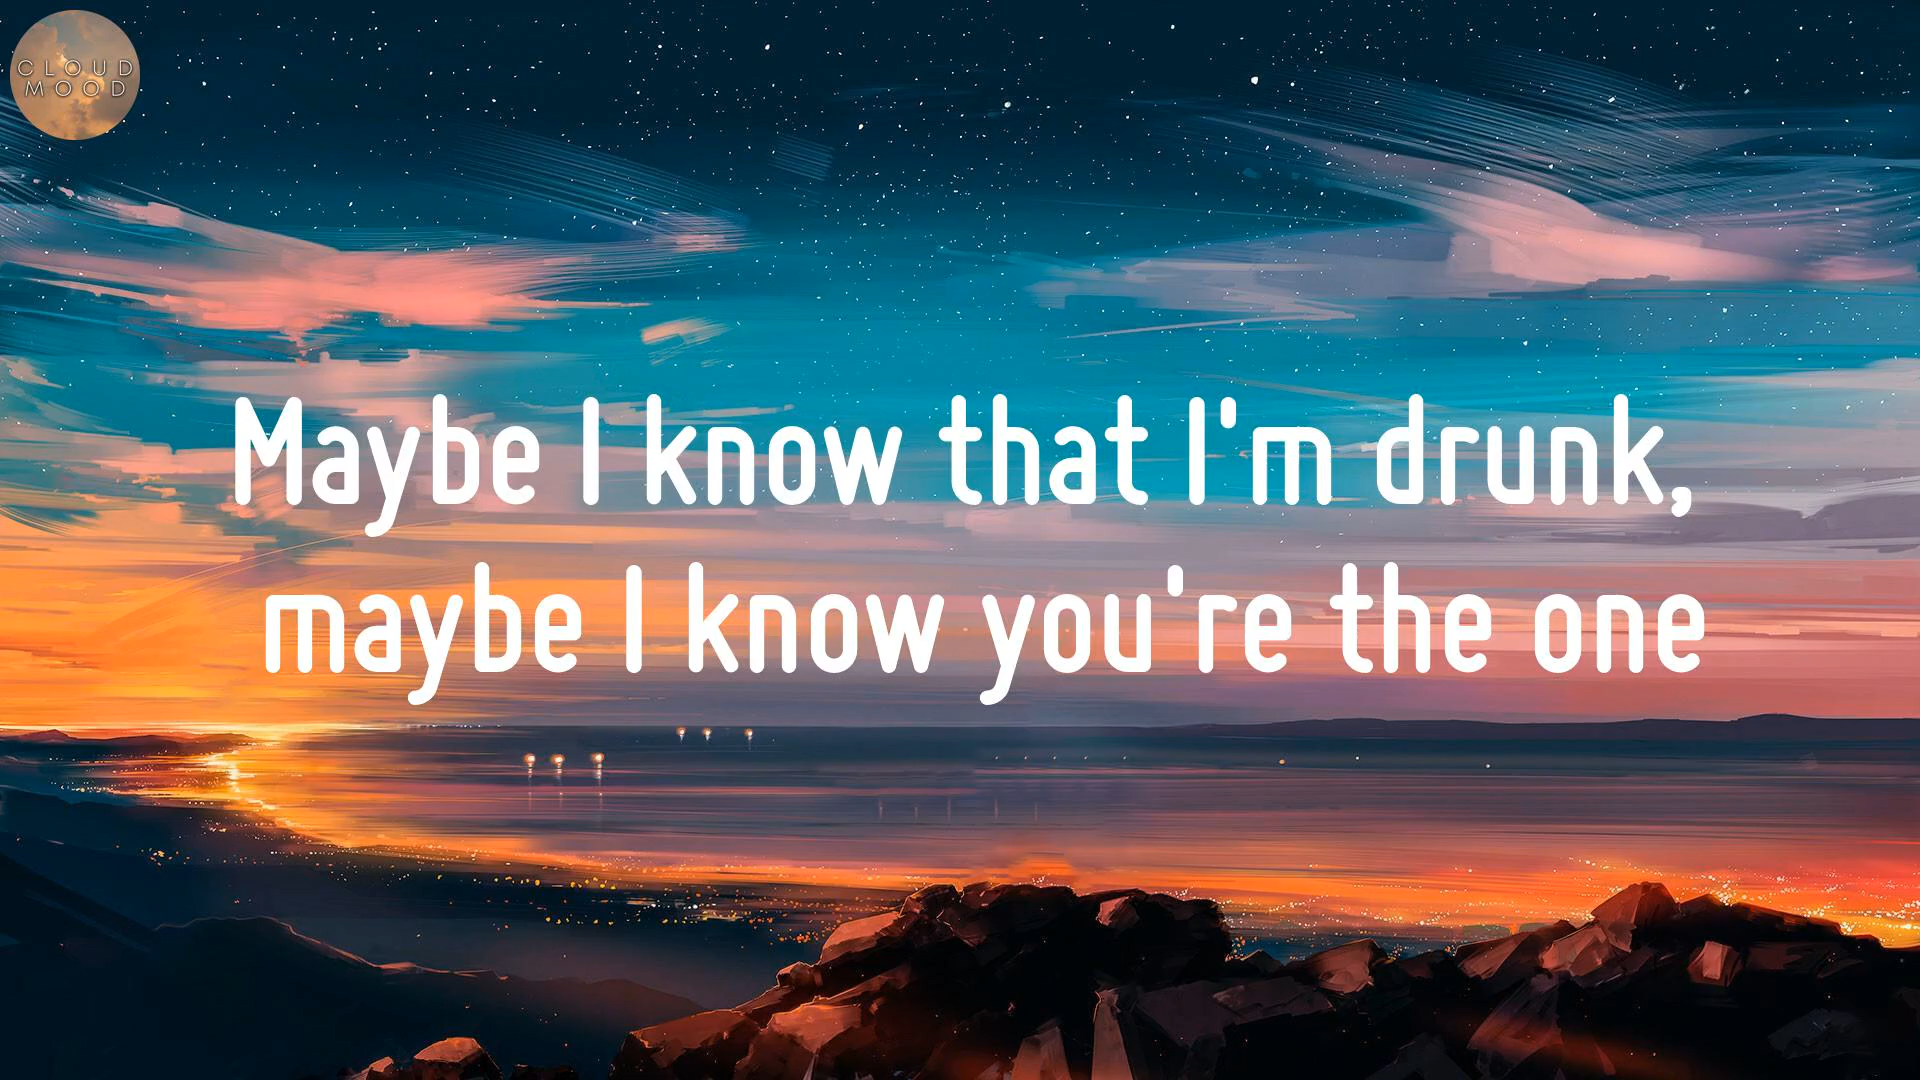 CLOUD
MOOD
Maybe I know that I'm drunk,
maybe I know you're the one